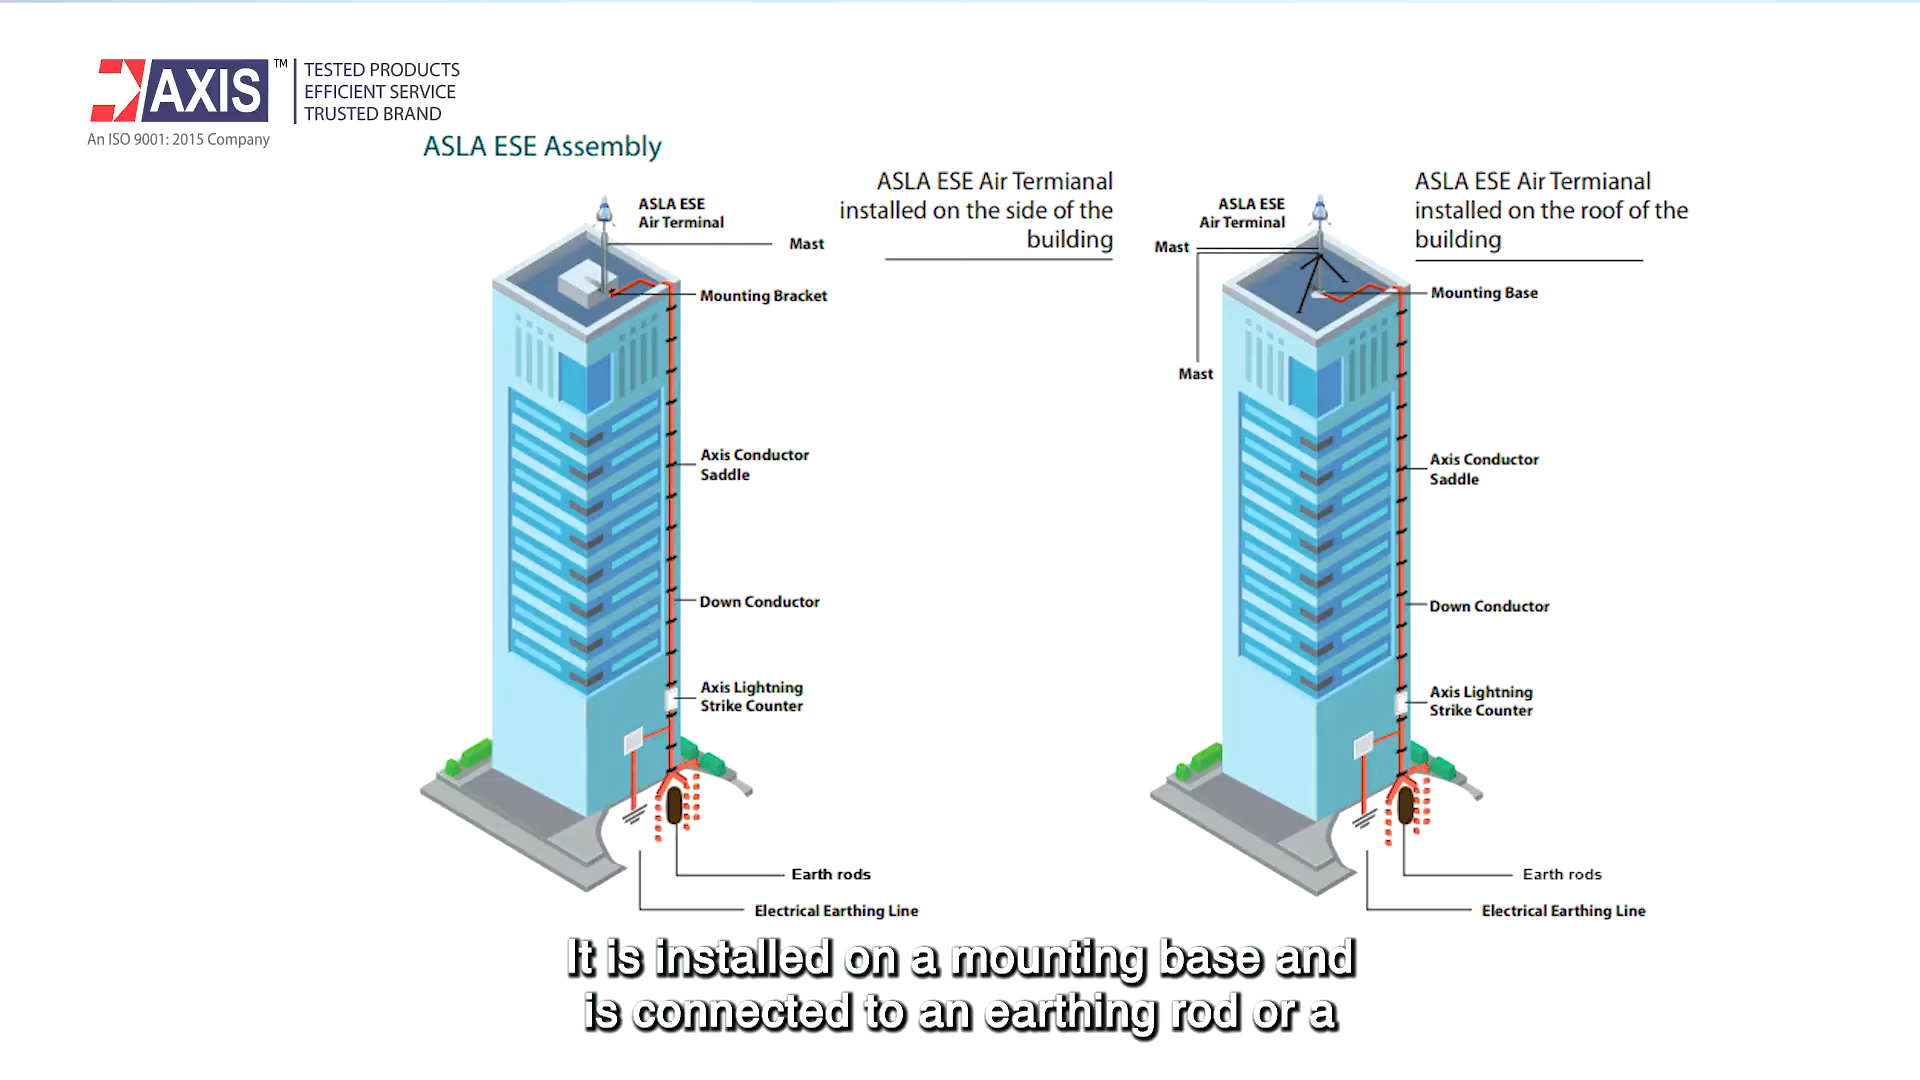 AXIS TM
TESTED PRODUCTS
EFFICIENT SERVICE
TRUSTED BRAND
An ISO 9001: 2015 Company
ASLA ESE Assembly
ASLA ESE
Air Terminal
Mast
ASLA ESE Air Termianal
installed on the side of the
building
Mounting Bracket
Axis Conductor
Saddle
Down Conductor
Axis Lightning
Strike Counter
Earth rods
Electrical Earthing Line
ASLA ESE
Air Terminal
Mast
Mast
ASLA ESE Air Termianal
installed on the roof of the
building
Mounting Base
Axis Conductor
Saddle
Down Conductor
Axis Lightning
Strike Counter
Earth rods
Electrical Earthing Line
It is installed on a mounting base and
is connected to an earthing rod or a